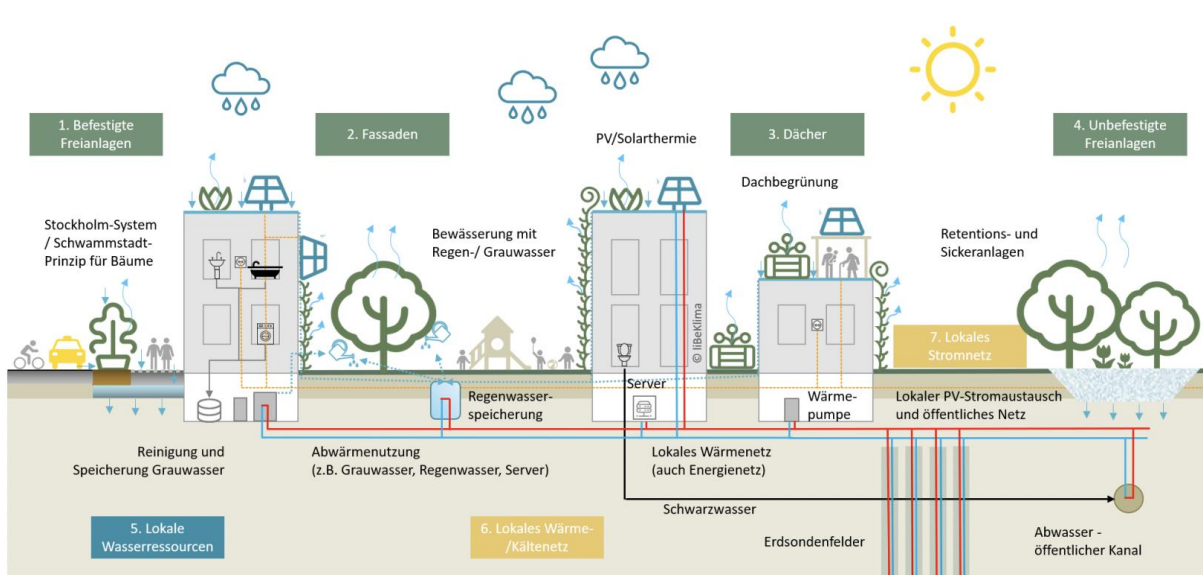 1. Befestigte
Freianlagen
2. Fassaden
PV/Solarthermie
3. Dächer
4. Unbefestigte
Freianlagen
Dachbegrünung
Stockholm-System
/ Schwammstadt-
Prinzip für Bäume
Bewässerung mit
Regen-/ Grauwasser
Retentions- und
Sickeranlagen
© liBeKlima
7. Lokales
Stromnetz
Server
Regenwasser-
speicherung
Wärme-
pumpe
Lokaler PV-Stromaustausch
und öffentliches Netz
Reinigung und
Speicherung Grauwasser
Abwärmenutzung
(z.B. Grauwasser, Regenwasser, Server)
Lokales Wärmenetz
(auch Energienetz)
Schwarzwasser
5. Lokale
Wasserressourcen
6. Lokales Wärme-
/Kältenetz
Erdsondenfelder
Abwasser -
öffentlicher Kanal